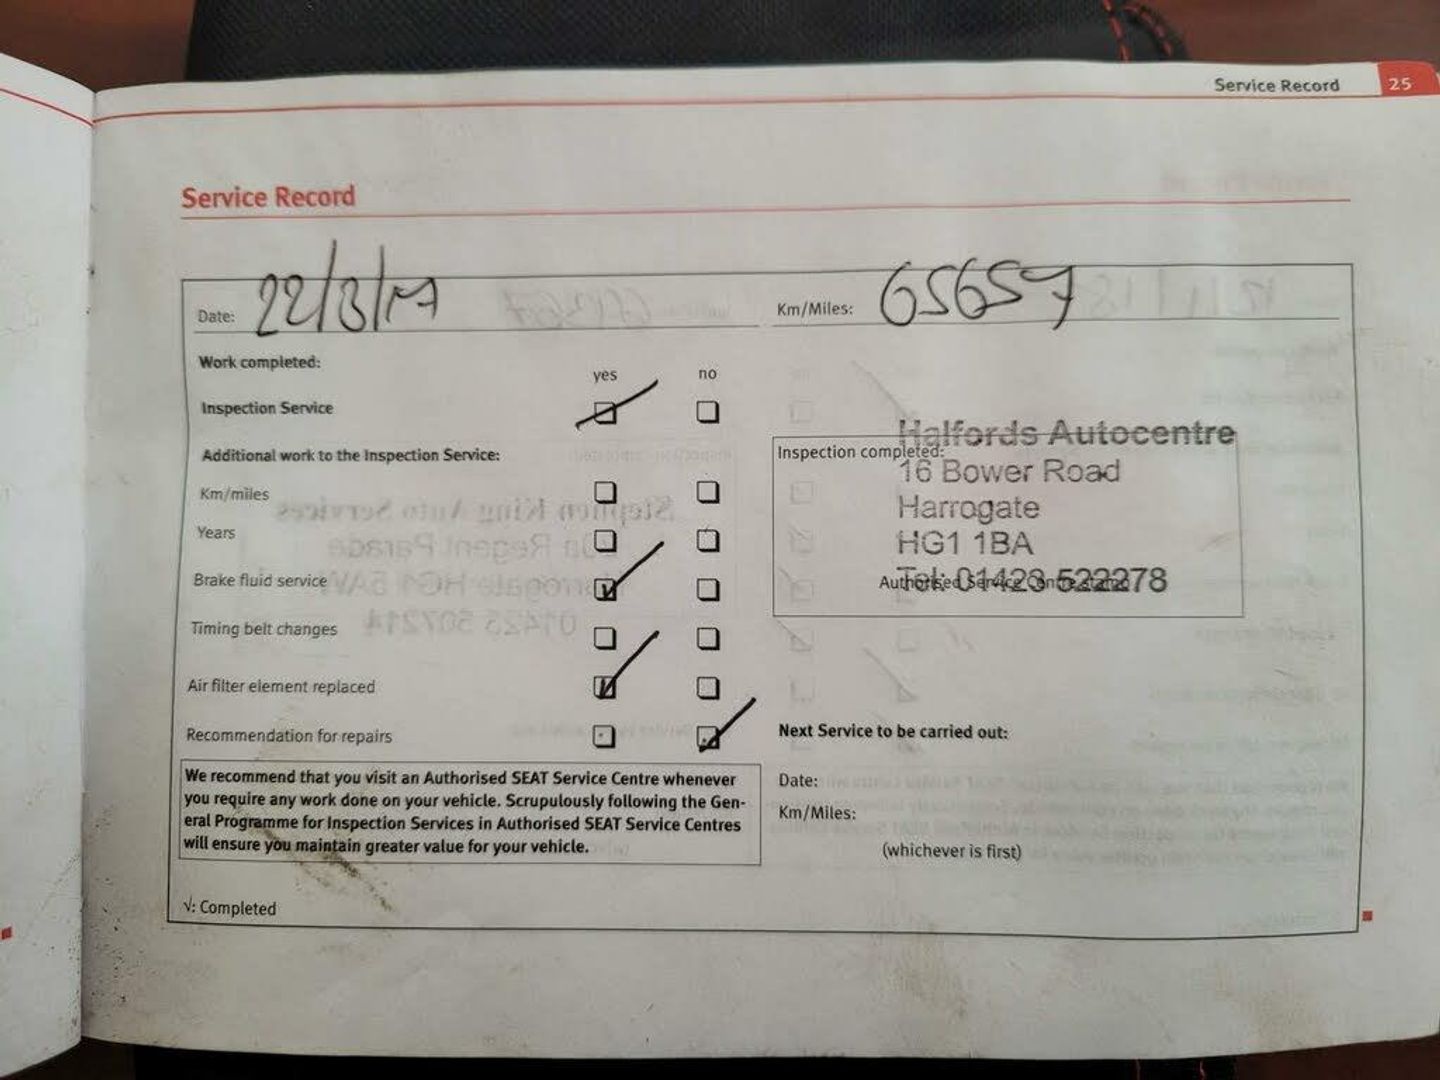 Service Record 25
Service Record
Date: 22/3/17 Km/Miles: 65657
Work completed:
yes no
Inspection Service
Halfords Autocentre
Additional work to the Inspection Service:
Inspection completed:
16 Bower Road
Km/miles
Harrogate
Years
HG1 1BA
Brake fluid service
Authorised Service Centre stamp
Tel: 01423 522278
Timing belt changes
Air filter element replaced
Recommendation for repairs
Next Service to be carried out:
We recommend that you visit an Authorised SEAT Service Centre whenever
you require any work done on your vehicle. Scrupulously following the Gen-
eral Programme for Inspection Services in Authorised SEAT Service Centres
will ensure you maintain greater value for your vehicle.
Date:
Km/Miles:
(whichever is first)
√: Completed